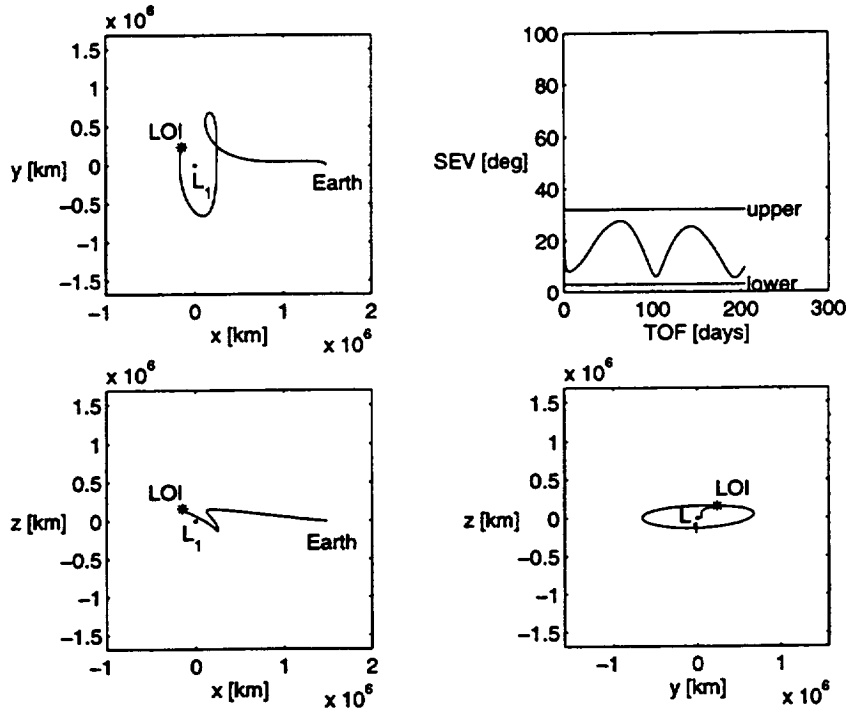 x 10^6
1.5
1
0.5
0
−0.5
−1
−1.5
y [km]
LOI
L_1
Earth
−1 0 1 2
x [km]
x 10^6
100
80
60
40
20
0
SEV [deg]
upper
lower
0 100 200 300
TOF [days]
x 10^6
1.5
1
0.5
0
−0.5
−1
−1.5
z [km]
LOI
L_1
Earth
−1 0 1 2
x [km]
x 10^6
x 10^6
1.5
1
0.5
0
−0.5
−1
−1.5
z [km]
LOI
L_1
−1 0 1
y [km]
x 10^6